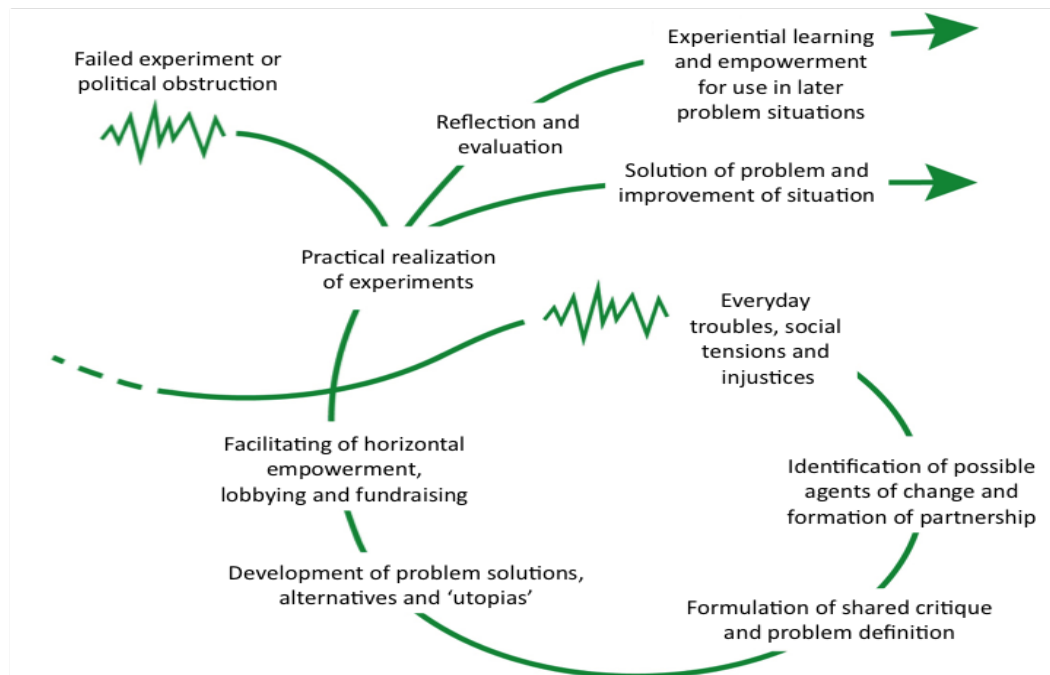 Failed experiment or
political obstruction
Experiential learning
and empowerment
for use in later
problem situations
Reflection and
evaluation
Solution of problem and
improvement of situation
Practical realization
of experiments
Everyday
troubles, social
tensions and
injustices
Identification of possible
agents of change and
formation of partnership
Formulation of shared critique
and problem definition
Development of problem solutions,
alternatives and ‘utopias’
Facilitating of horizontal
empowerment,
lobbying and fundraising